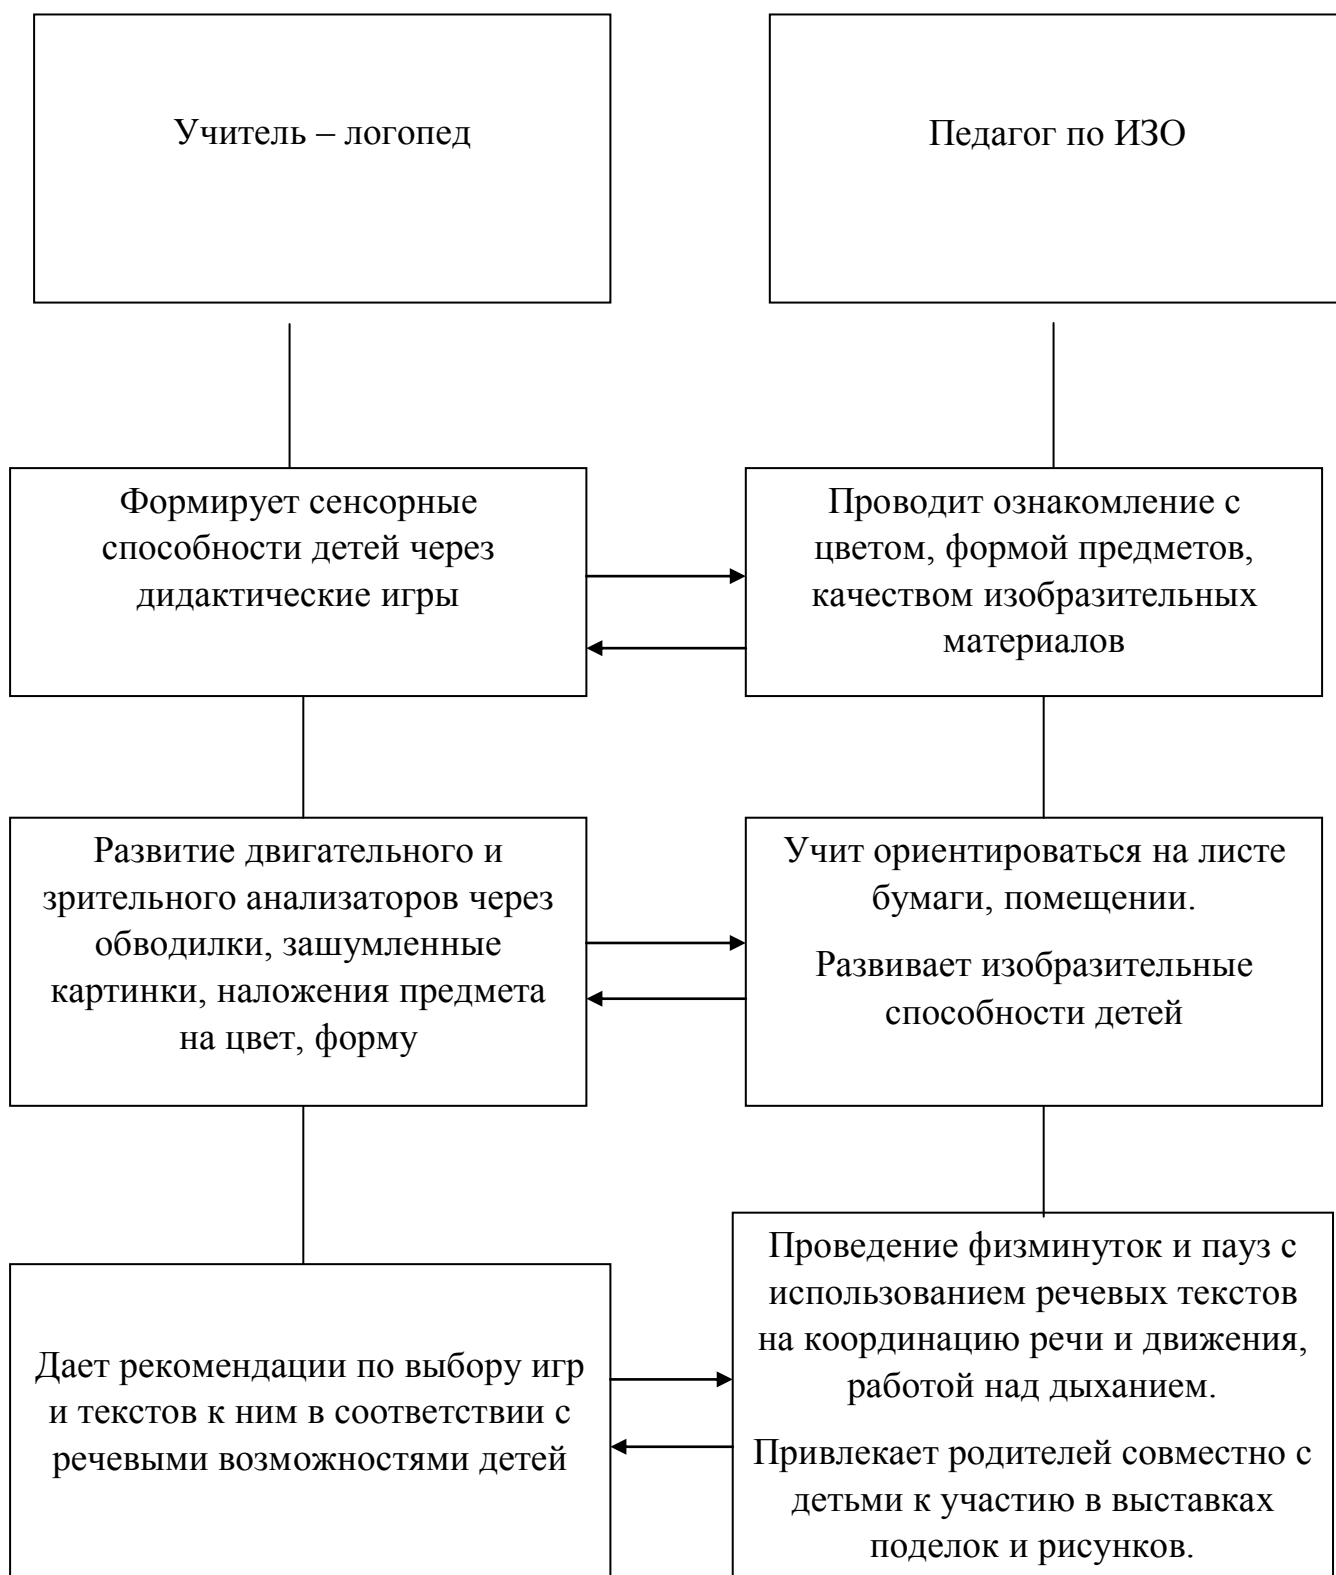 Учитель – логопед
Педагог по ИЗО
Формирует сенсорные
способности детей через
дидактические игры
Проводит ознакомление с
цветом, формой предметов,
качеством изобразительных
материалов
Развитие двигательного и
зрительного анализаторов через
обводилки, зашумленные
картинки, наложения предмета
на цвет, форму
Учит ориентироваться на листе
бумаги, помещении.
Развивает изобразительные
способности детей
Дает рекомендации по выбору игр
и текстов к ним в соответствии с
речевыми возможностями детей
Проведение физминуток и пауз с
использованием речевых текстов
на координацию речи и движения,
работой над дыханием.
Привлекает родителей совместно с
детьми к участию в выставках
поделок и рисунков.